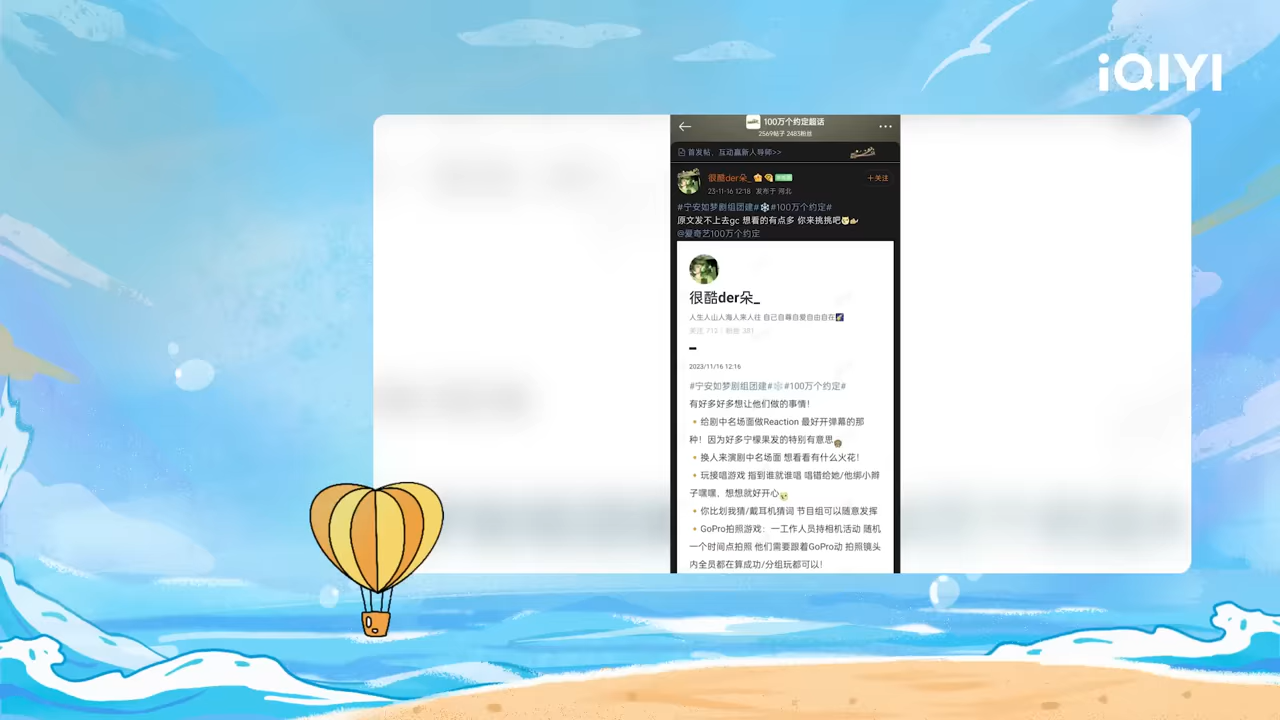 iQIYI
100万个约定超话
2569帖子 2483粉丝
首发帖，互动赢新人导师>>
很酷der朵_
+关注
23-11-16 12:18 发布于 河北
#宁安如梦剧组团建#❄️#100万个约定#
原文发不上去gc 想看的有点多 你来挑挑吧
@爱奇艺100万个约定
很酷der朵_
人生人山人海人来人往 自己自尊自爱自由自在
关注 712 | 粉丝 381
2023/11/16 12:16
#宁安如梦剧组团建#❄️#100万个约定#
有好多好多想让他们做的事情！
🔸给剧中名场面做Reaction 最好开弹幕的那
种！因为好多宁檬果发的特别有意思
🔸换人来演剧中名场面 想看看有什么火花！
🔸玩接唱游戏 指到谁就谁唱 唱错给她/他绑小辫
子嘿嘿，想想就好开心
🔸你比划我猜/戴耳机猜词 节目组可以随意发挥
🔸GoPro拍照游戏：一工作人员持相机活动 随机
一个时间点拍照 他们需要跟着GoPro动 拍照镜头
内全员都在算成功/分组玩都可以！